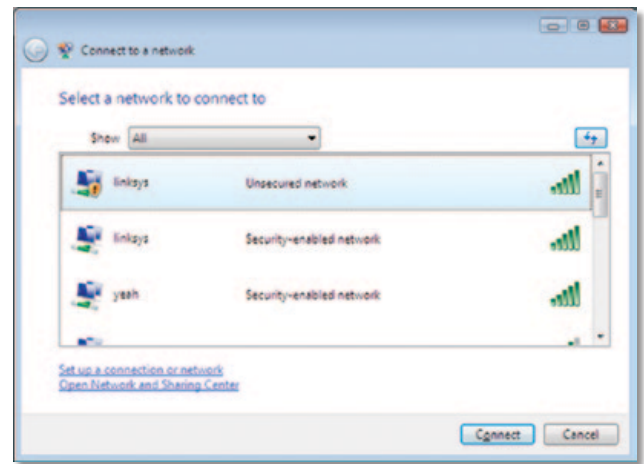 Connect to a network
Select a network to connect to
Show All
linksys Unsecured network
linksys Security-enabled network
yeah Security-enabled network
Set up a connection or network
Open Network and Sharing Center
Connect Cancel